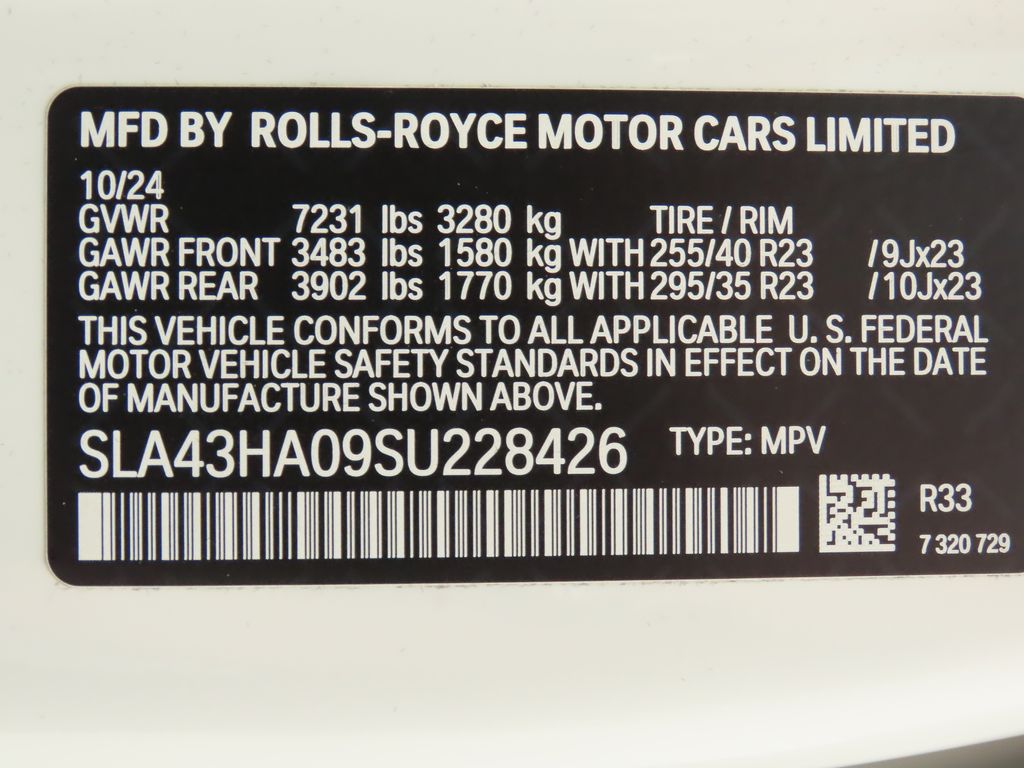 MFD BY ROLLS-ROYCE MOTOR CARS LIMITED
10/24
GVWR 7231 lbs 3280 kg TIRE / RIM
GAWR FRONT 3483 lbs 1580 kg WITH 255/40 R23 /9Jx23
GAWR REAR 3902 lbs 1770 kg WITH 295/35 R23 /10Jx23
THIS VEHICLE CONFORMS TO ALL APPLICABLE U. S. FEDERAL
MOTOR VEHICLE SAFETY STANDARDS IN EFFECT ON THE DATE
OF MANUFACTURE SHOWN ABOVE.
SLA43HA09SU228426 TYPE: MPV
R33
7 320 729